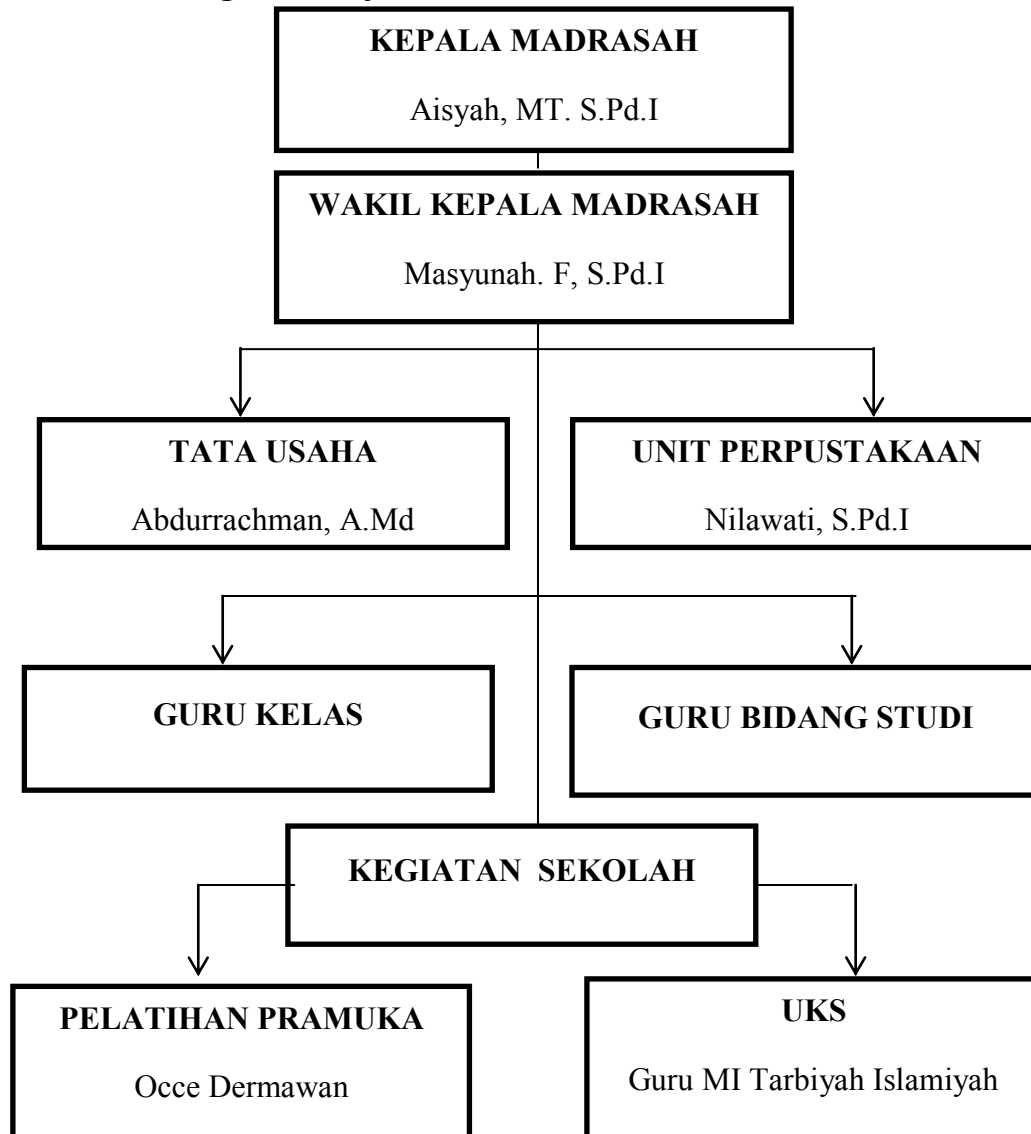 KEPALA MADRASAH
Aisyah, MT. S.Pd.I
WAKIL KEPALA MADRASAH
Masyunah. F, S.Pd.I
TATA USAHA
Abdurrachman, A.Md
UNIT PERPUSTAKAAN
Nilawati, S.Pd.I
GURU KELAS
GURU BIDANG STUDI
KEGIATAN SEKOLAH
PELATIHAN PRAMUKA
Occe Dermawan
UKS
Guru MI Tarbiyah Islamiyah